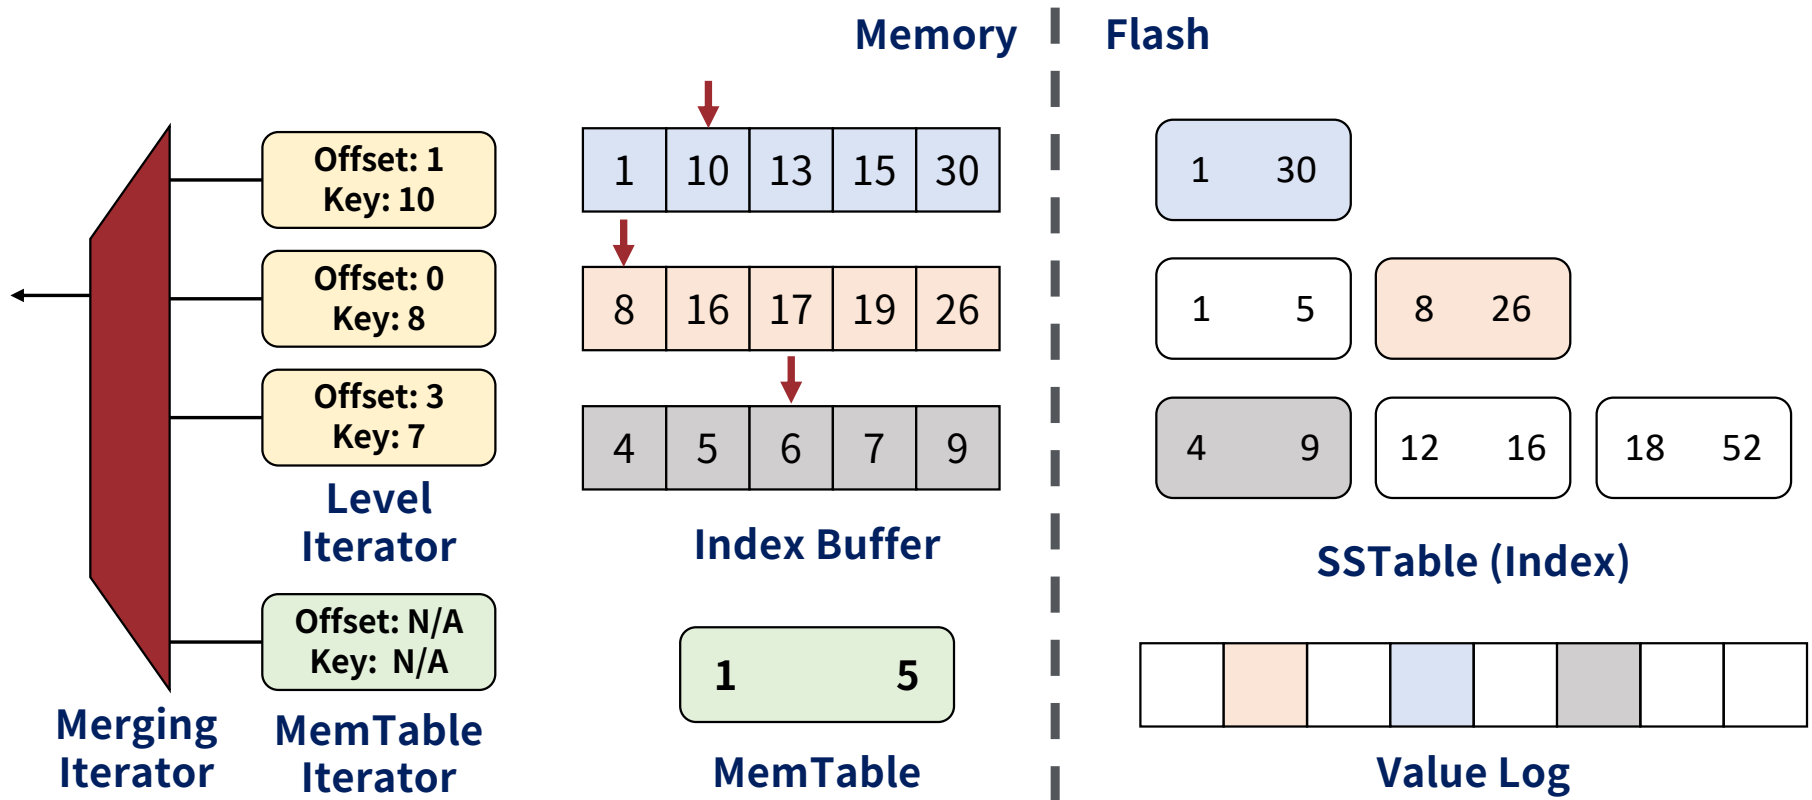 Memory
Flash
Offset: 1
Key: 10
1 10 13 15 30
1 30
Offset: 0
Key: 8
8 16 17 19 26
1 5
8 26
Offset: 3
Key: 7
4 5 6 7 9
4 9
12 16
18 52
Level
Iterator
Index Buffer
SSTable (Index)
Offset: N/A
Key: N/A
1 5
Merging
Iterator
MemTable
Iterator
MemTable
Value Log